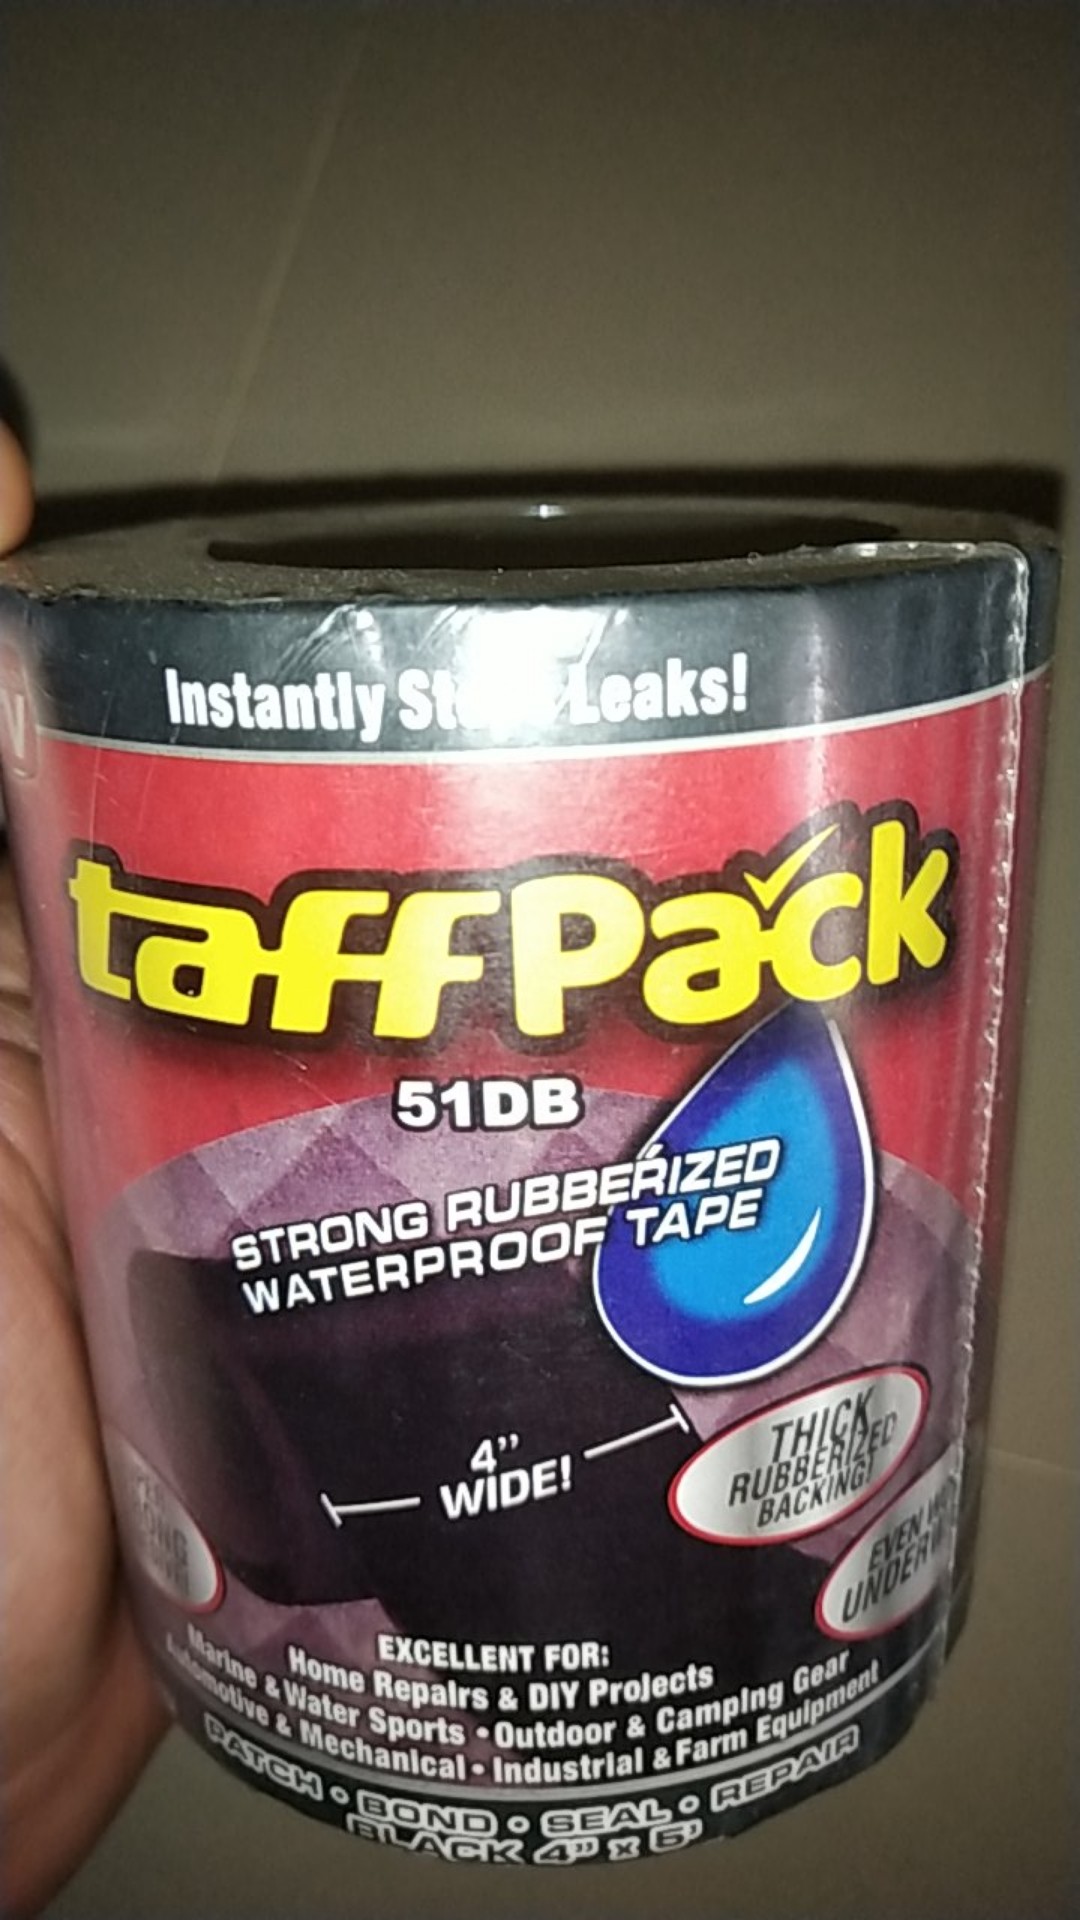 Instantly Leaks!
taffPack
51DB
STRONG RUBBERIZED
WATERPROOF TAPE
4”
WIDE!
THICK
RUBBERIZED
BACKING!
EVEN
EXCELLENT FOR:
Home Repairs & DIY Projects
Marine & Water Sports • Outdoor & Camping Gear
Automotive & Mechanical • Industrial & Farm Equipment
PATCH • BOND • SEAL • REPAIR
BLACK 4” x 5'